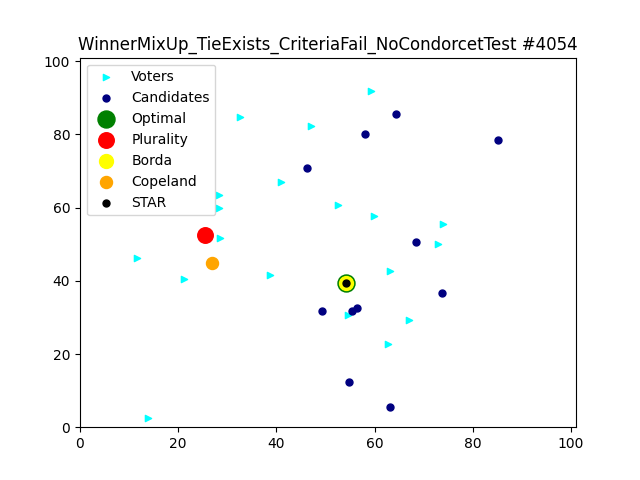 WinnerMixUp_TieExists_CriteriaFail_NoCondorcetTest #4054
100
80
60
40
20
0
Voters
Candidates
Optimal
Plurality
Borda
Copeland
STAR
0
20
40
60
80
100